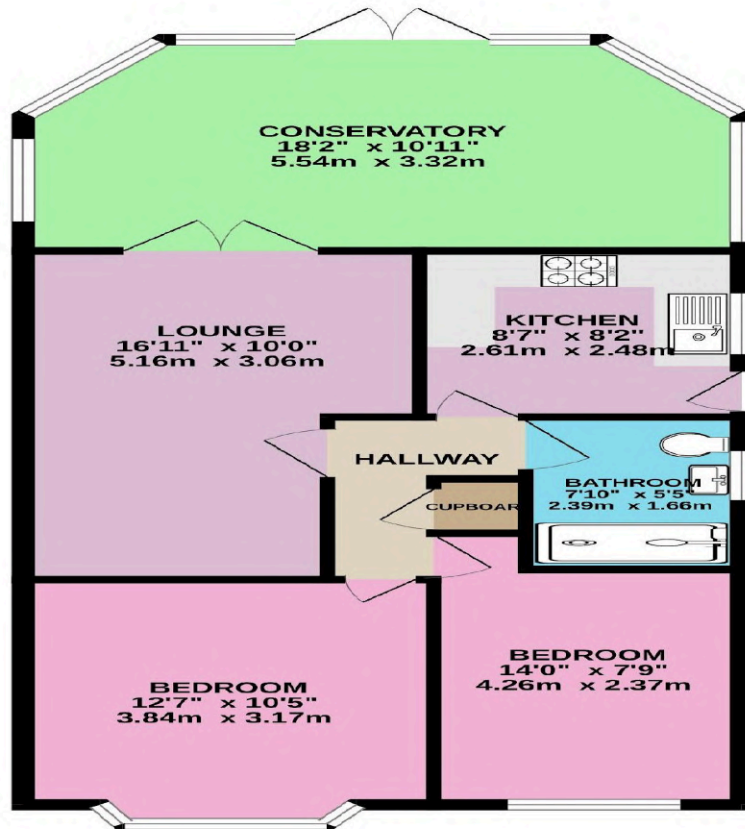 CONSERVATORY
18'2" x 10'11"
5.54m x 3.32m
LOUNGE
16'11" x 10'0"
5.16m x 3.06m
KITCHEN
8'7" x 8'2"
2.61m x 2.48m
HALLWAY
BATHROOM
7'10" x 5'5"
2.39m x 1.66m
CUPBOAR
BEDROOM
12'7" x 10'5"
3.84m x 3.17m
BEDROOM
14'0" x 7'9"
4.26m x 2.37m